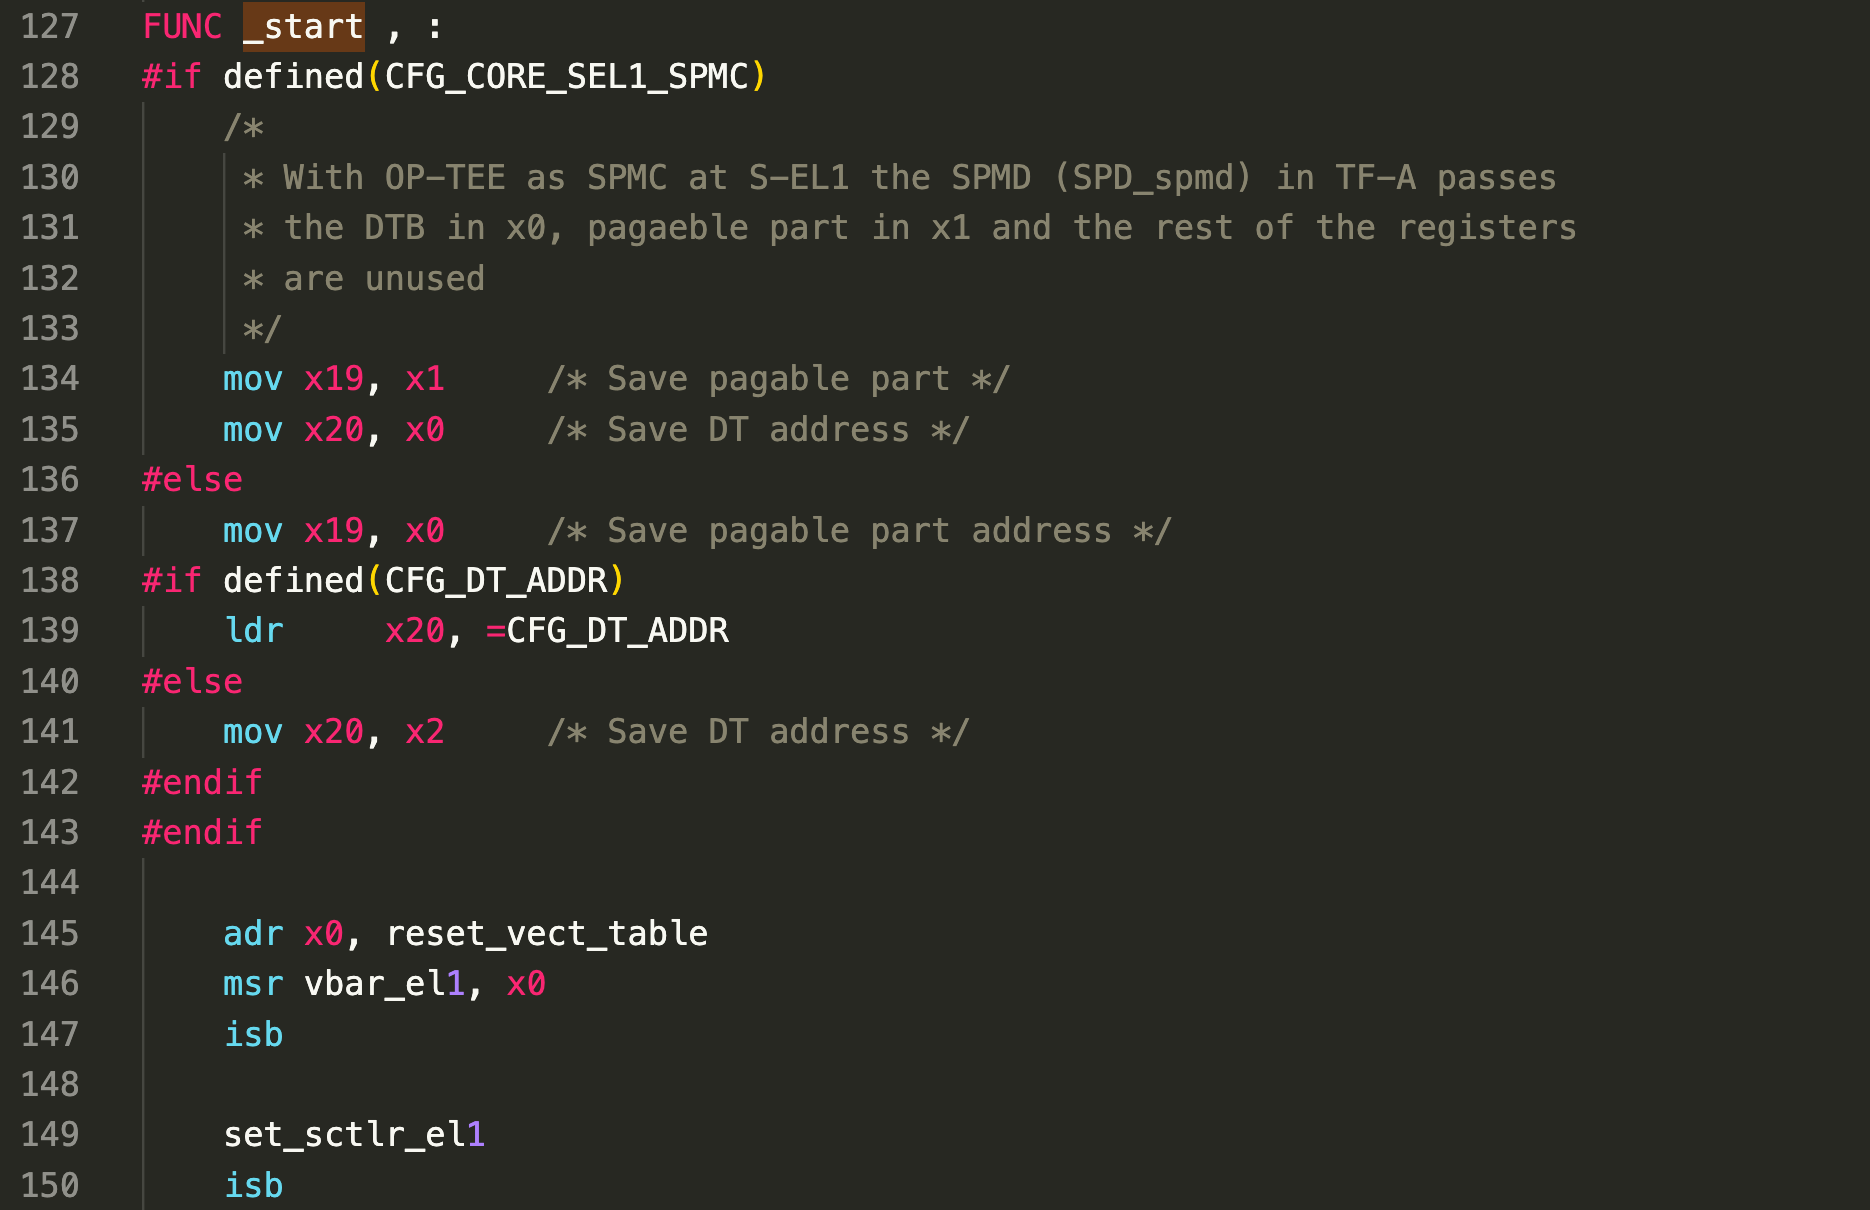 127 FUNC _start , :
128 #if defined(CFG_CORE_SEL1_SPMC)
129 /*
130 * With OP-TEE as SPMC at S-EL1 the SPMD (SPD_spmd) in TF-A passes
131 * the DTB in x0, pagaeble part in x1 and the rest of the registers
132 * are unused
133 */
134 mov x19, x1 /* Save pagable part */
135 mov x20, x0 /* Save DT address */
136 #else
137 mov x19, x0 /* Save pagable part address */
138 #if defined(CFG_DT_ADDR)
139 ldr x20, =CFG_DT_ADDR
140 #else
141 mov x20, x2 /* Save DT address */
142 #endif
143 #endif
144
145 adr x0, reset_vect_table
146 msr vbar_el1, x0
147 isb
148
149 set_sctlr_el1
150 isb